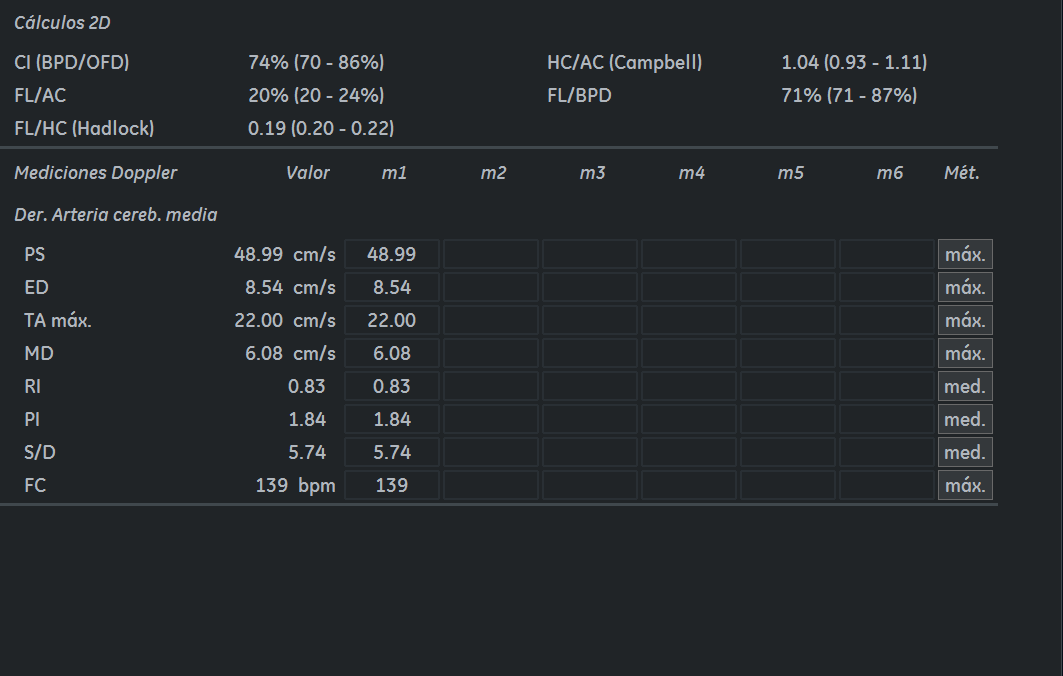 Cálculos 2D
CI (BPD/OFD) 74% (70 - 86%) HC/AC (Campbell) 1.04 (0.93 - 1.11)
FL/AC 20% (20 - 24%) FL/BPD 71% (71 - 87%)
FL/HC (Hadlock) 0.19 (0.20 - 0.22)
Mediciones Doppler Valor m1 m2 m3 m4 m5 m6 Mét.
Der. Arteria cereb. media
PS 48.99 cm/s 48.99 máx.
ED 8.54 cm/s 8.54 máx.
TA máx. 22.00 cm/s 22.00 máx.
MD 6.08 cm/s 6.08 máx.
RI 0.83 0.83 med.
PI 1.84 1.84 med.
S/D 5.74 5.74 med.
FC 139 bpm 139 máx.